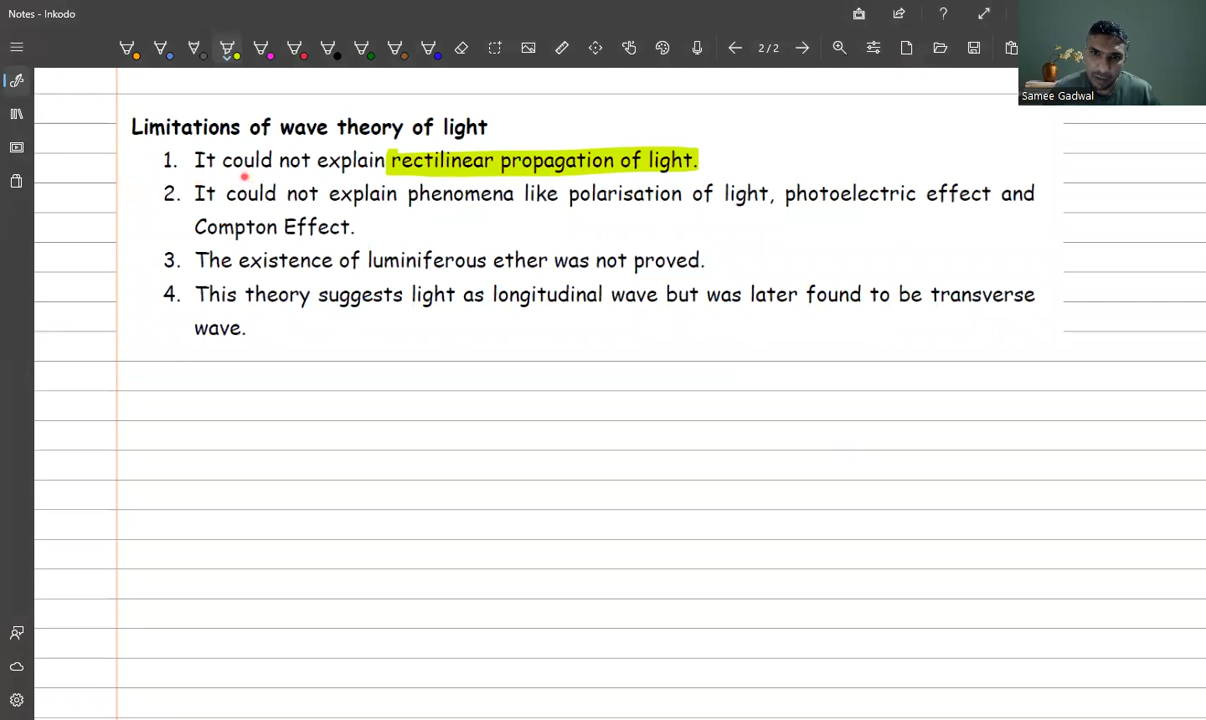 Notes - Inkodo
2 / 2
Samee Gadwal
Limitations of wave theory of light
1. It could not explain rectilinear propagation of light.
2. It could not explain phenomena like polarisation of light, photoelectric effect and
Compton Effect.
3. The existence of luminiferous ether was not proved.
4. This theory suggests light as longitudinal wave but was later found to be transverse
wave.